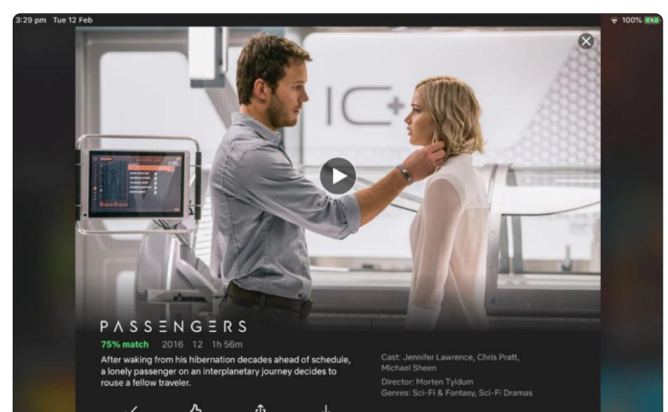 3:29 pm Tue 12 Feb
100%
IC+
PASSENGERS
75% match 2016 12 1h 56m
After waking from his hibernation decades ahead of schedule,
a lonely passenger on an interplanetary journey decides to
rouse a fellow traveler.
Cast: Jennifer Lawrence, Chris Pratt,
Michael Sheen
Director: Morten Tyldum
Genres: Sci-Fi & Fantasy, Sci-Fi Dramas